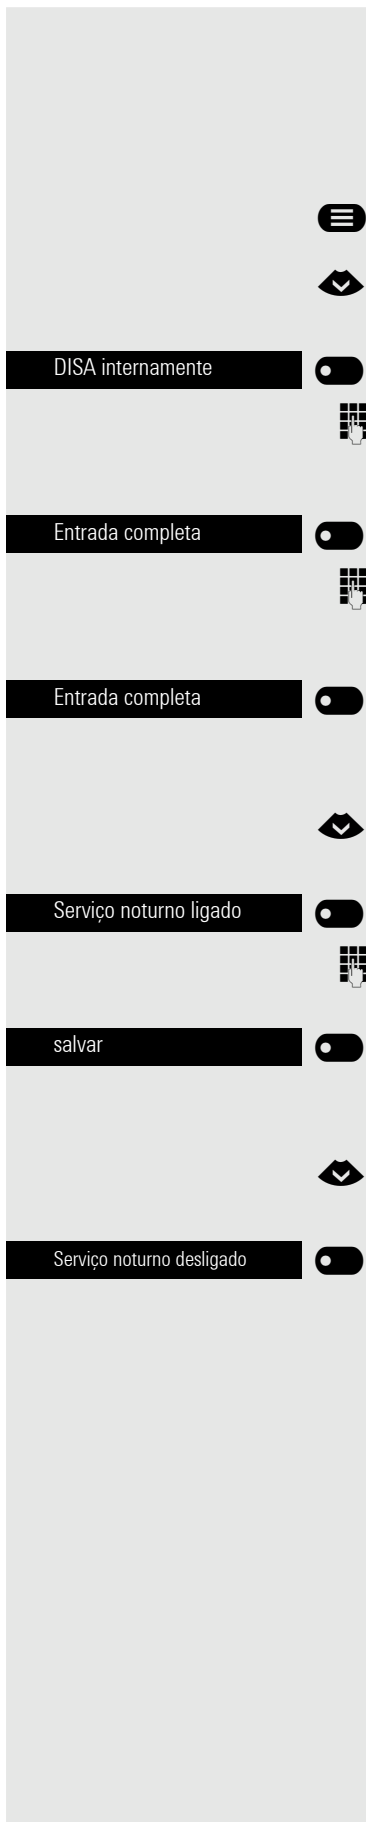 DISA internamente
Entrada completa
Entrada completa
Serviço noturno ligado
salvar
Serviço noturno desligado